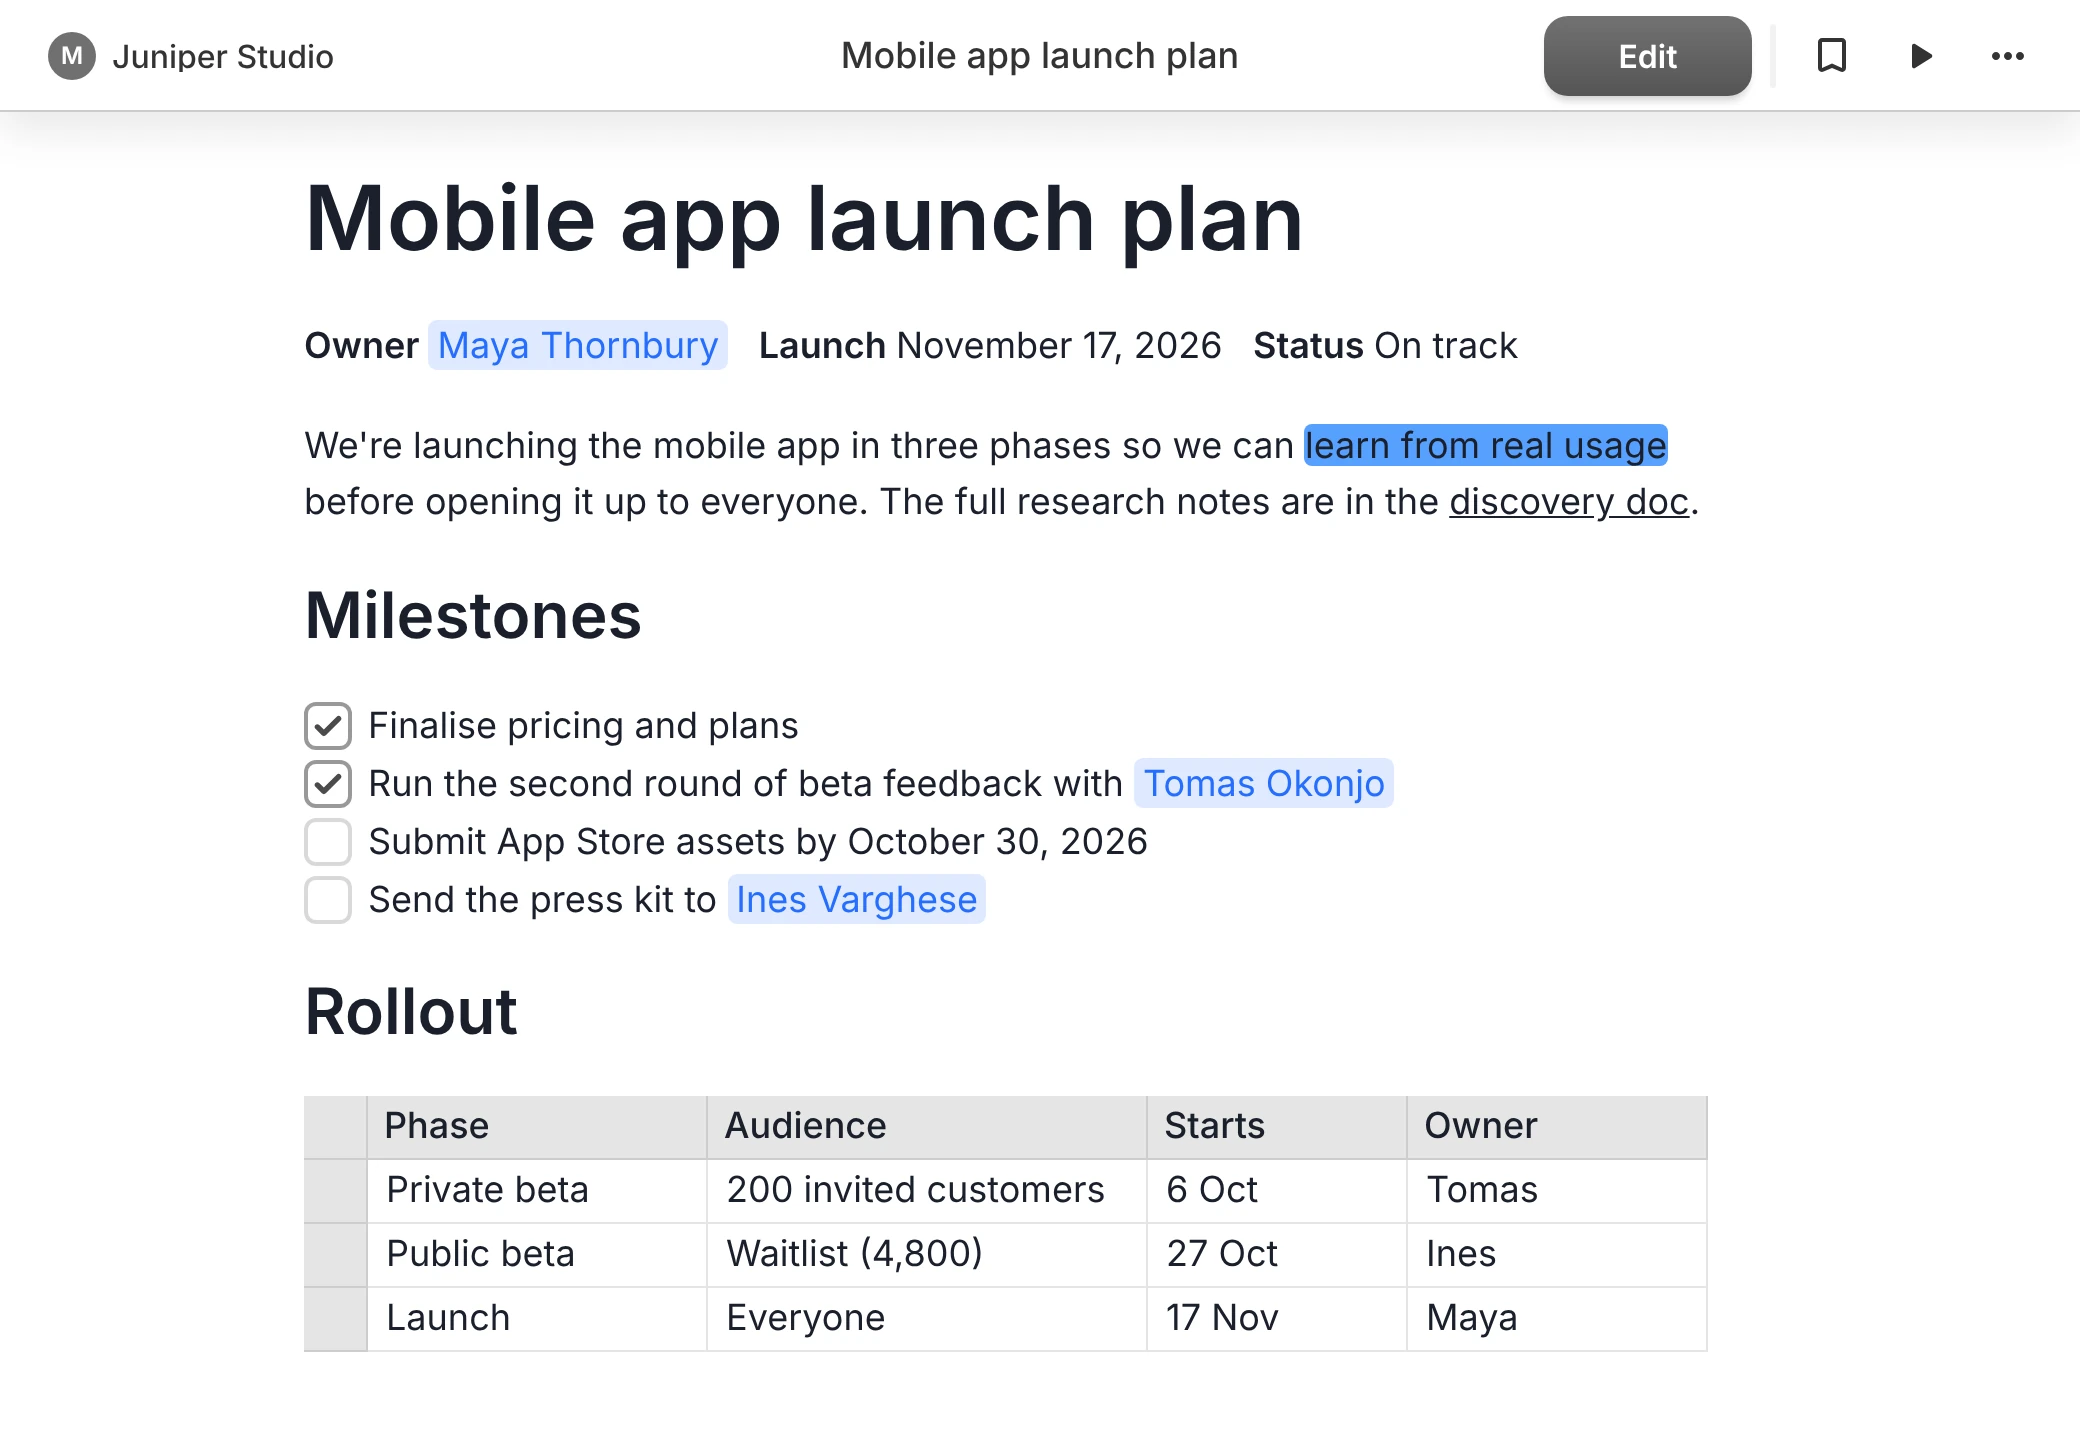 M Juniper Studio
Mobile app launch plan
Edit
Mobile app launch plan
Owner Maya Thornbury Launch November 17, 2026 Status On track
We're launching the mobile app in three phases so we can learn from real usage
before opening it up to everyone. The full research notes are in the discovery doc.
Milestones
Finalise pricing and plans
Run the second round of beta feedback with Tomas Okonjo
Submit App Store assets by October 30, 2026
Send the press kit to Ines Varghese
Rollout
Phase Audience Starts Owner
Private beta 200 invited customers 6 Oct Tomas
Public beta Waitlist (4,800) 27 Oct Ines
Launch Everyone 17 Nov Maya